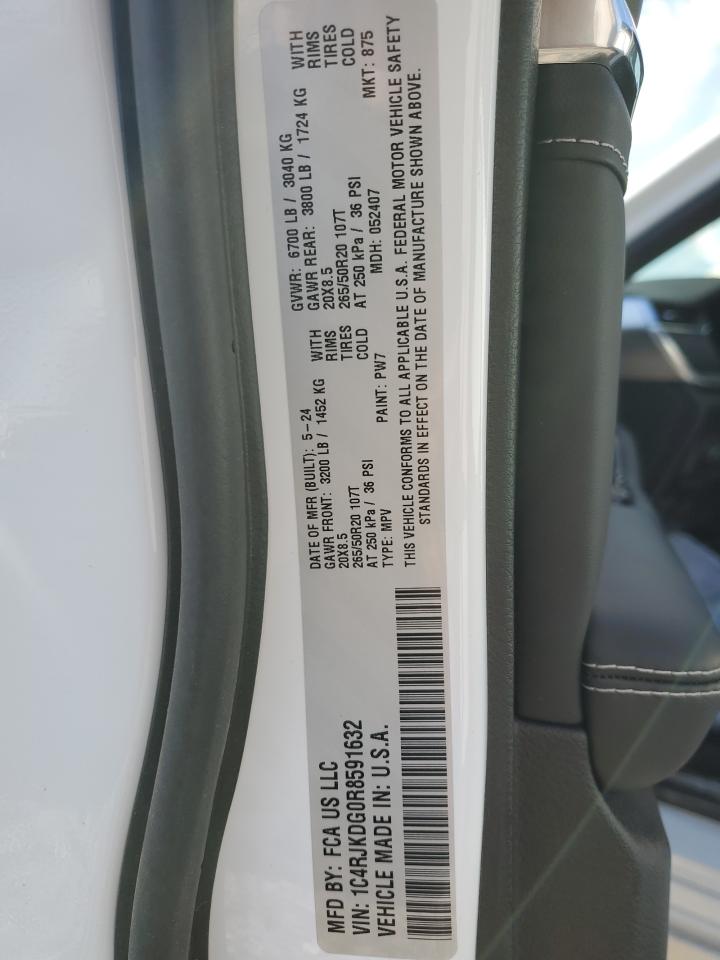 MFD BY: FCA US LLC
VIN: 1C4RJKDG0R8591632
VEHICLE MADE IN: U.S.A.
DATE OF MFR (BUILT): 5-24
GAWR FRONT: 3200 LB / 1452 KG WITH
20X8.5 RIMS
265/50R20 107T TIRES
AT 250 kPa / 36 PSI COLD
TYPE: MPV PAINT: PW7
GVWR: 6700 LB / 3040 KG
GAWR REAR: 3800 LB / 1724 KG WITH
20X8.5 RIMS
265/50R20 107T TIRES
AT 250 kPa / 36 PSI COLD
MDH: 052407 MKT: 875
THIS VEHICLE CONFORMS TO ALL APPLICABLE U.S.A. FEDERAL MOTOR VEHICLE SAFETY
STANDARDS IN EFFECT ON THE DATE OF MANUFACTURE SHOWN ABOVE.